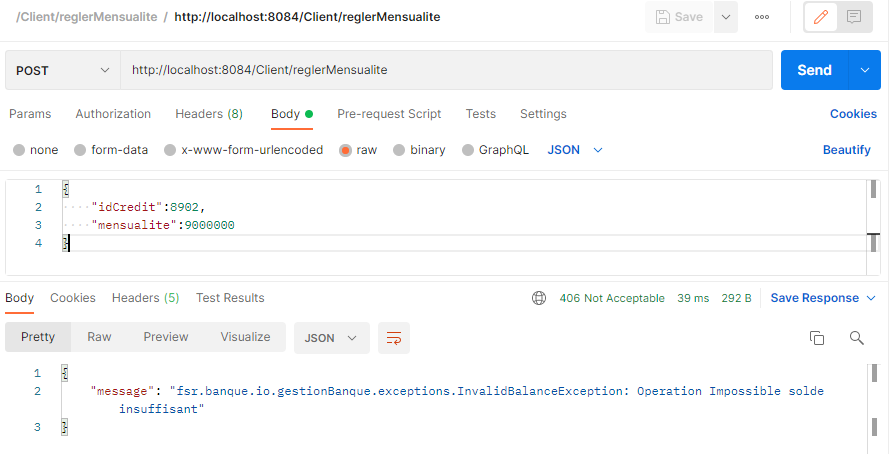 /Client/reglerMensualite / http://localhost:8084/Client/reglerMensualite Save
POST http://localhost:8084/Client/reglerMensualite Send
Params Authorization Headers (8) Body Pre-request Script Tests Settings Cookies
none form-data x-www-form-urlencoded raw binary GraphQL JSON Beautify
1 {
2 "idCredit":8902,
3 "mensualite":9000000
4 }
Body Cookies Headers (5) Test Results 406 Not Acceptable 39 ms 292 B Save Response
Pretty Raw Preview Visualize JSON
1 {
2 "message": "fsr.banque.io.gestionBanque.exceptions.InvalidBalanceException: Operation Impossible solde
insuffisant"
3 }